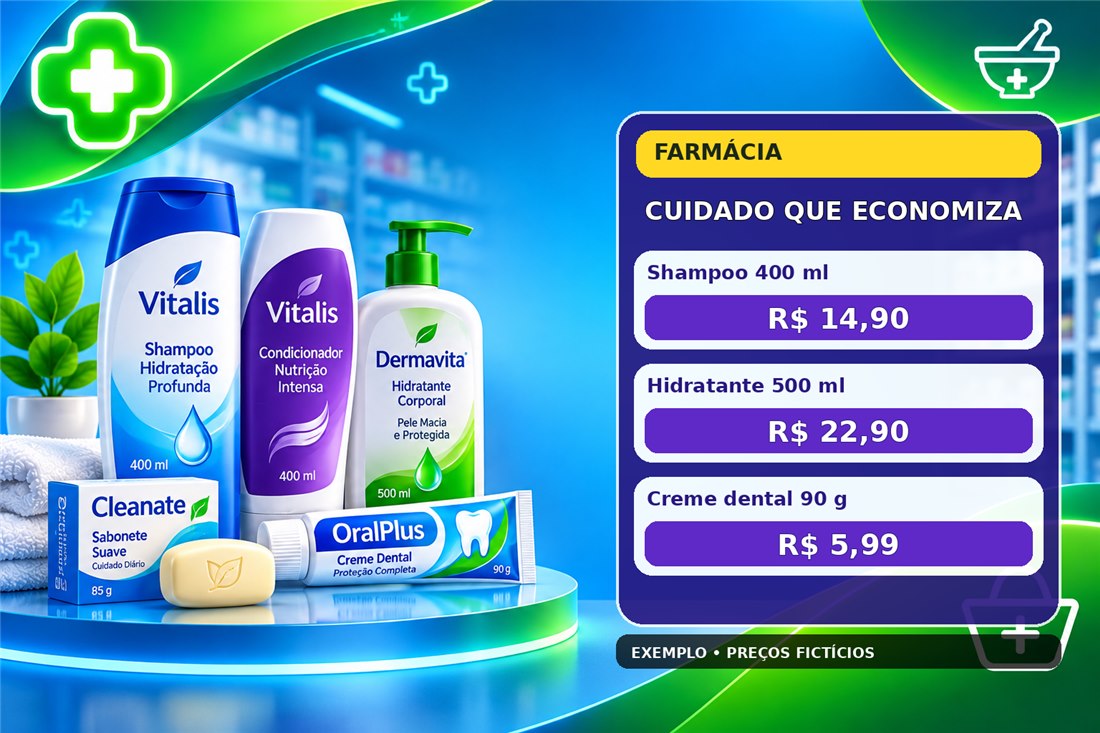 Vitalis
Shampoo
Hidratação
Profunda
400 ml
Vitalis
Condicionador
Nutrição
Intensa
400 ml
Dermavita
Hidratante
Corporal
Pele Macia
e Protegida
500 ml
Cleanate
Sabonete
Suave
Cuidado Diário
85 g
OralPlus
Creme Dental
Proteção Completa
90 g
FARMÁCIA
CUIDADO QUE ECONOMIZA
Shampoo 400 ml
R$ 14,90
Hidratante 500 ml
R$ 22,90
Creme dental 90 g
R$ 5,99
EXEMPLO • PREÇOS FICTÍCIOS